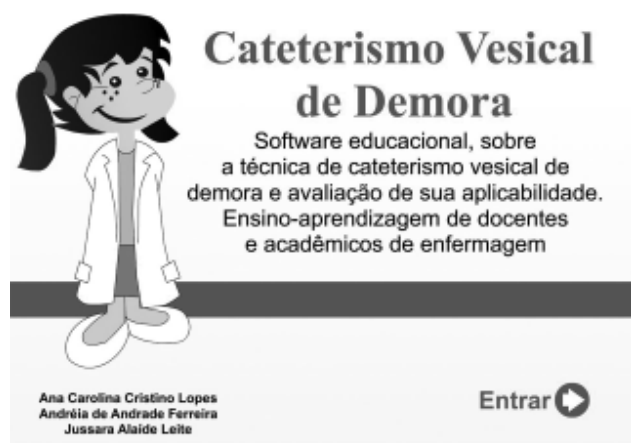 Cateterismo Vesical
de Demora
Software educacional, sobre
a técnica de cateterismo vesical de
demora e avaliação de sua aplicabilidade.
Ensino-aprendizagem de docentes
e acadêmicos de enfermagem
Ana Carolina Cristino Lopes
Andréia de Andrade Ferreira
Jussara Alaíde Leite
Entrar